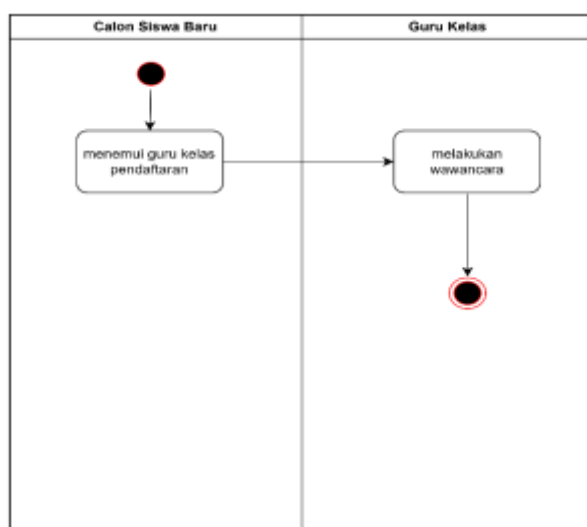 Calon Siswa Baru
Guru Kelas
menemui guru kelas
pendaftaran
melakukan
wawancara